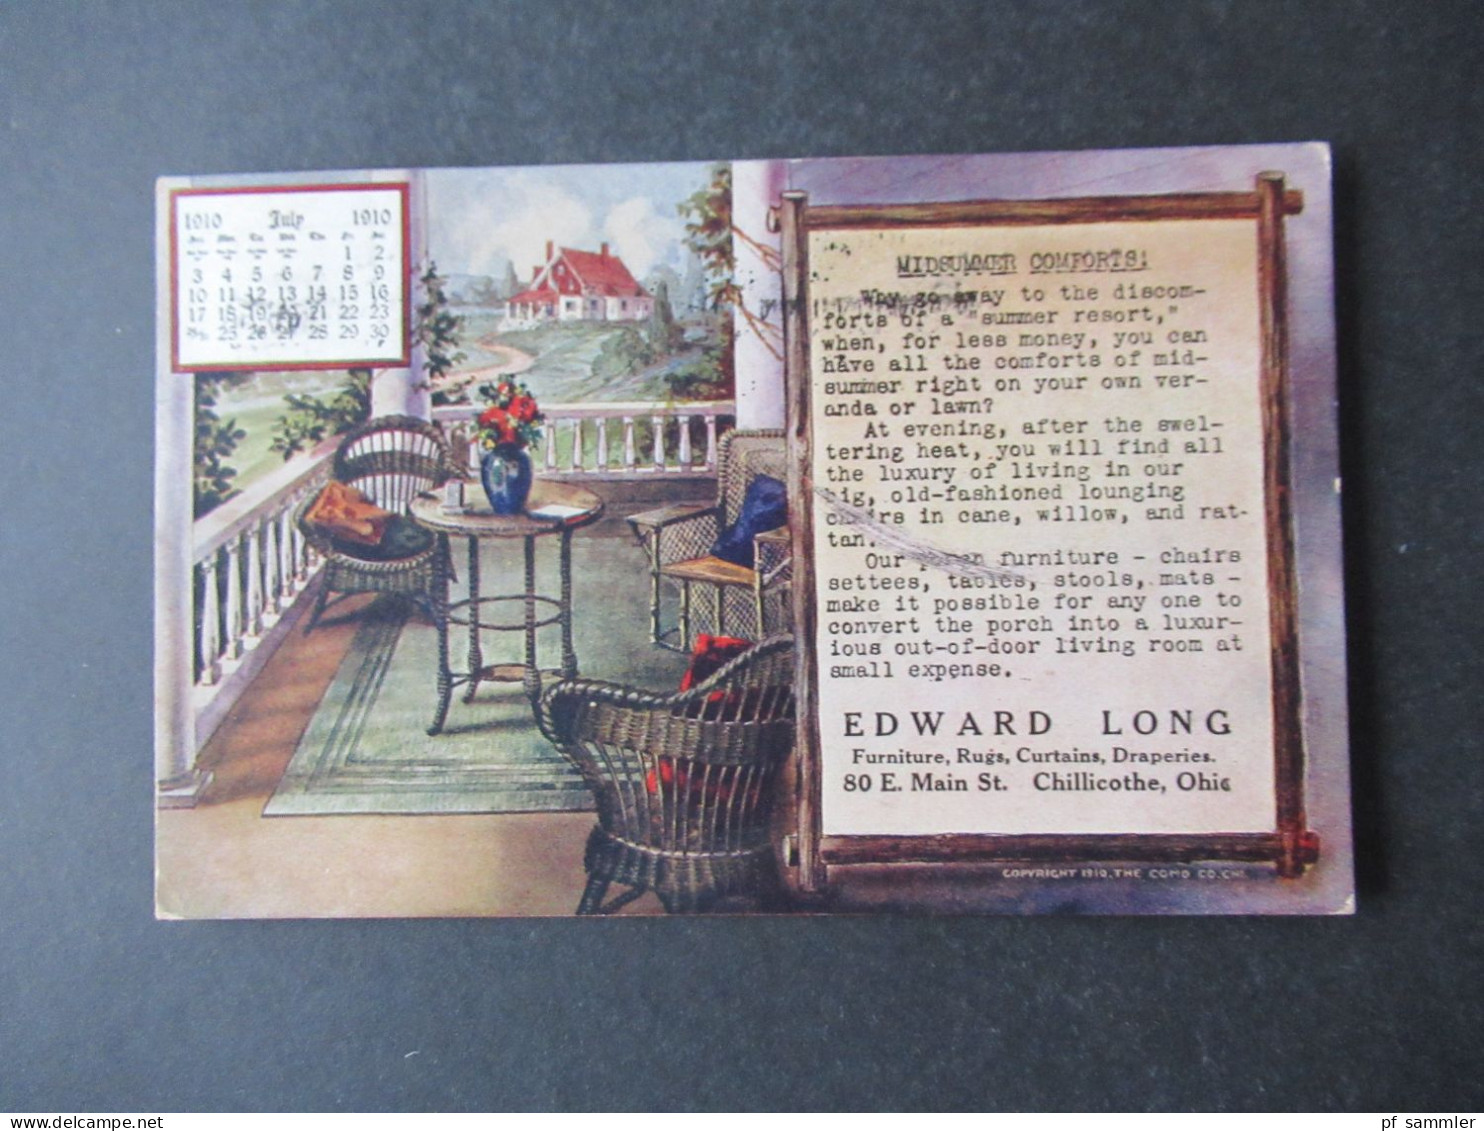 1910 July 1910
1 2
3 4 5 6 7 8 9
10 11 12 13 14 15 16
17 18 19 20 21 22 23
25 26 27 28 29 30
MIDSUMMER COMFORTS!
Why go away to the discom-
forts of a "summer resort,"
when, for less money, you can
have all the comforts of mid-
summer right on your own ver-
anda or lawn?
At evening, after the swel-
tering heat, you will find all
the luxury of living in our
big, old-fashioned lounging
chairs in cane, willow, and rat-
tan.
Our furniture - chairs
settees, tables, stools, mats -
make it possible for any one to
convert the porch into a luxur-
ious out-of-door living room at
small expense.
EDWARD LONG
Furniture, Rugs, Curtains, Draperies.
80 E. Main St. Chillicothe, Ohio
COPYRIGHT 1910, THE COMO CO. CHI.
pf sammler